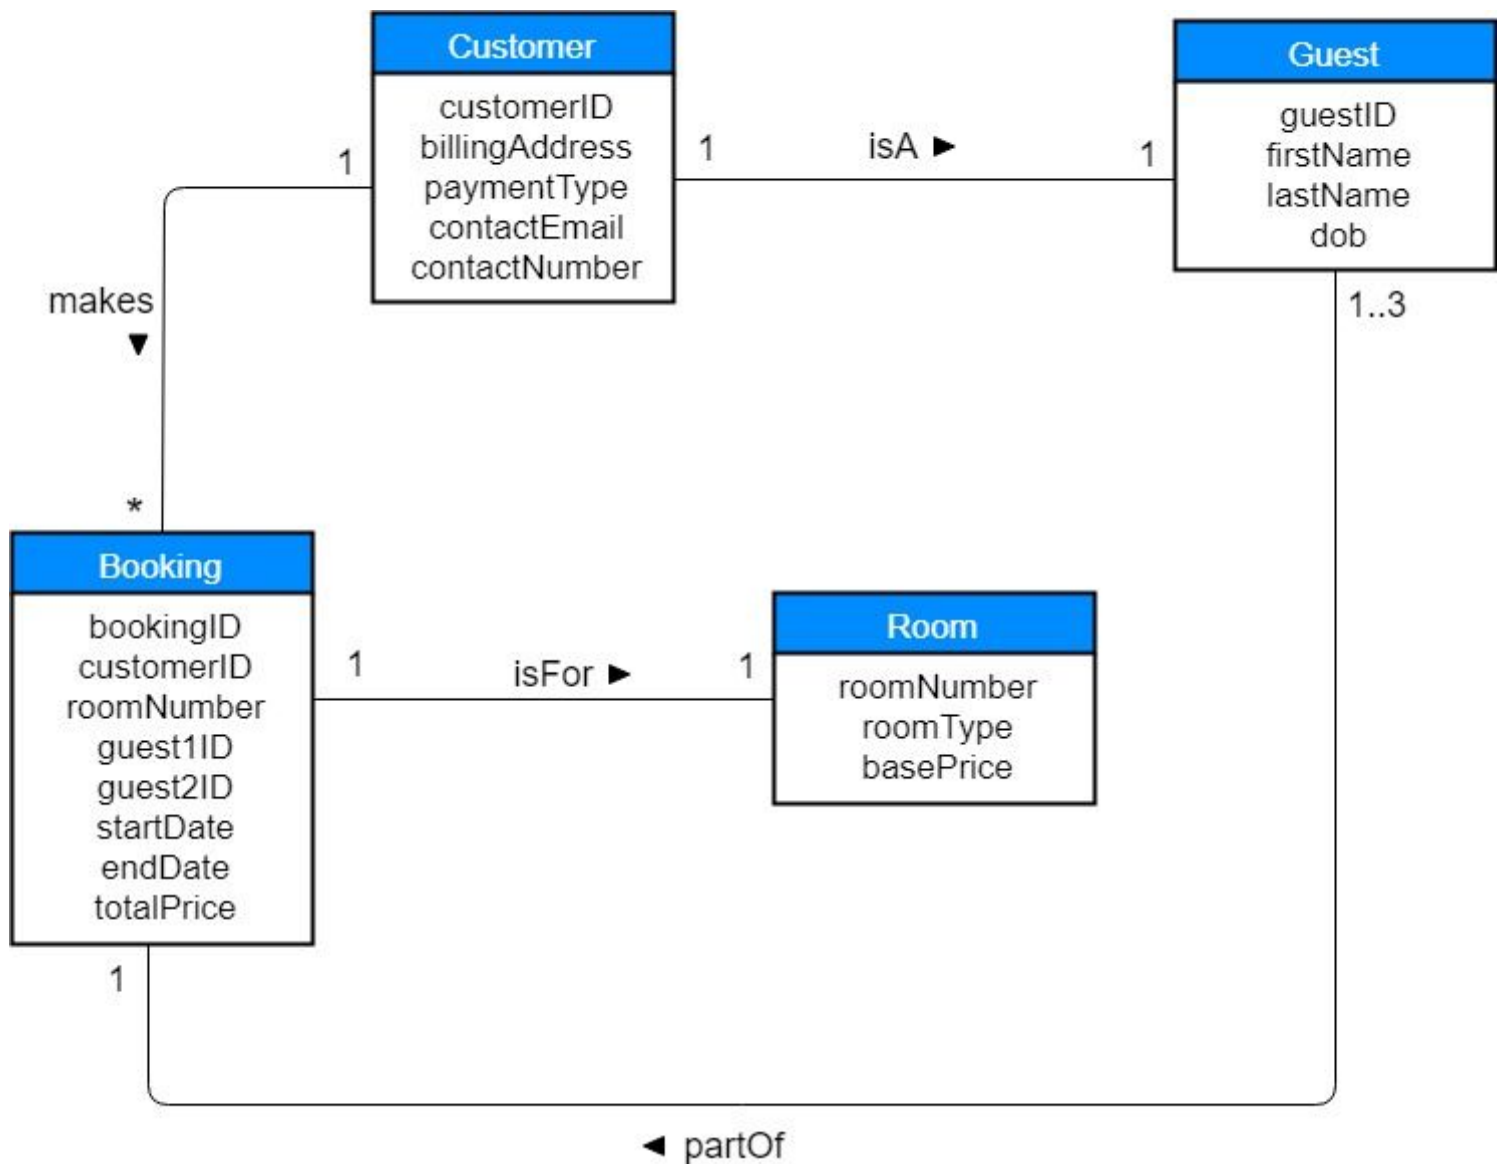 Customer
customerID
billingAddress
paymentType
contactEmail
contactNumber
Guest
guestID
firstName
lastName
dob
1
1
isA ►
1
1..3
makes
▼
*
Booking
bookingID
customerID
roomNumber
guest1ID
guest2ID
startDate
endDate
totalPrice
1
isFor ►
1
Room
roomNumber
roomType
basePrice
1
◄ partOf